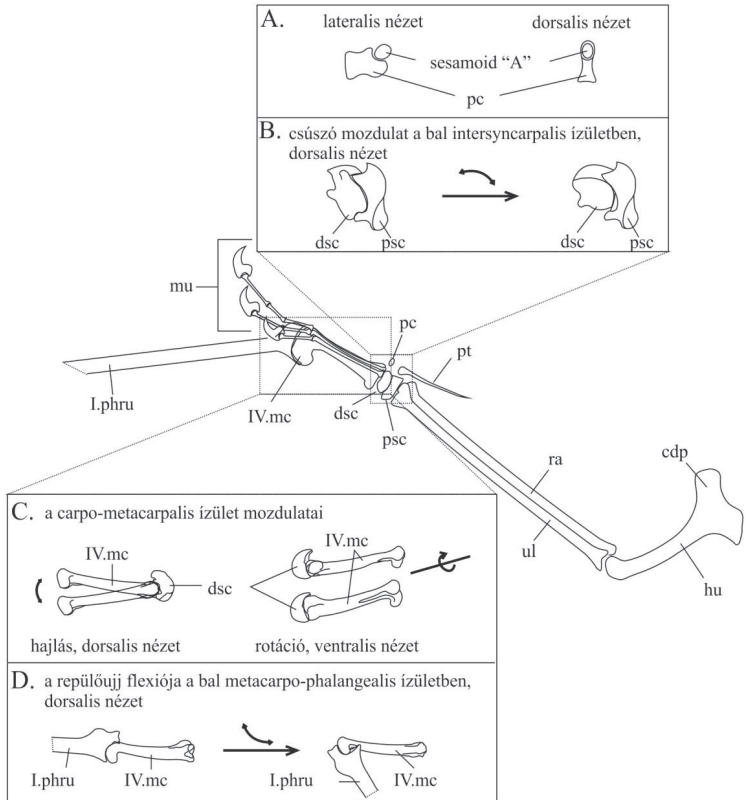 A.
lateralis nézet
dorsalis nézet
sesamoid “A”
pc
B. csúszó mozdulat a bal intersyncarpalis ízületben,
dorsalis nézet
dsc
psc
dsc
psc
mu
I.phru
IV.mc
dsc
psc
pc
pt
ra
ul
cdp
hu
C. a carpo-metacarpalis ízület mozdulatai
IV.mc
dsc
IV.mc
hajlás, dorsalis nézet
rotáció, ventralis nézet
D. a repülőujj flexiója a bal metacarpo-phalangealis ízületben,
dorsalis nézet
I.phru
IV.mc
I.phru
IV.mc